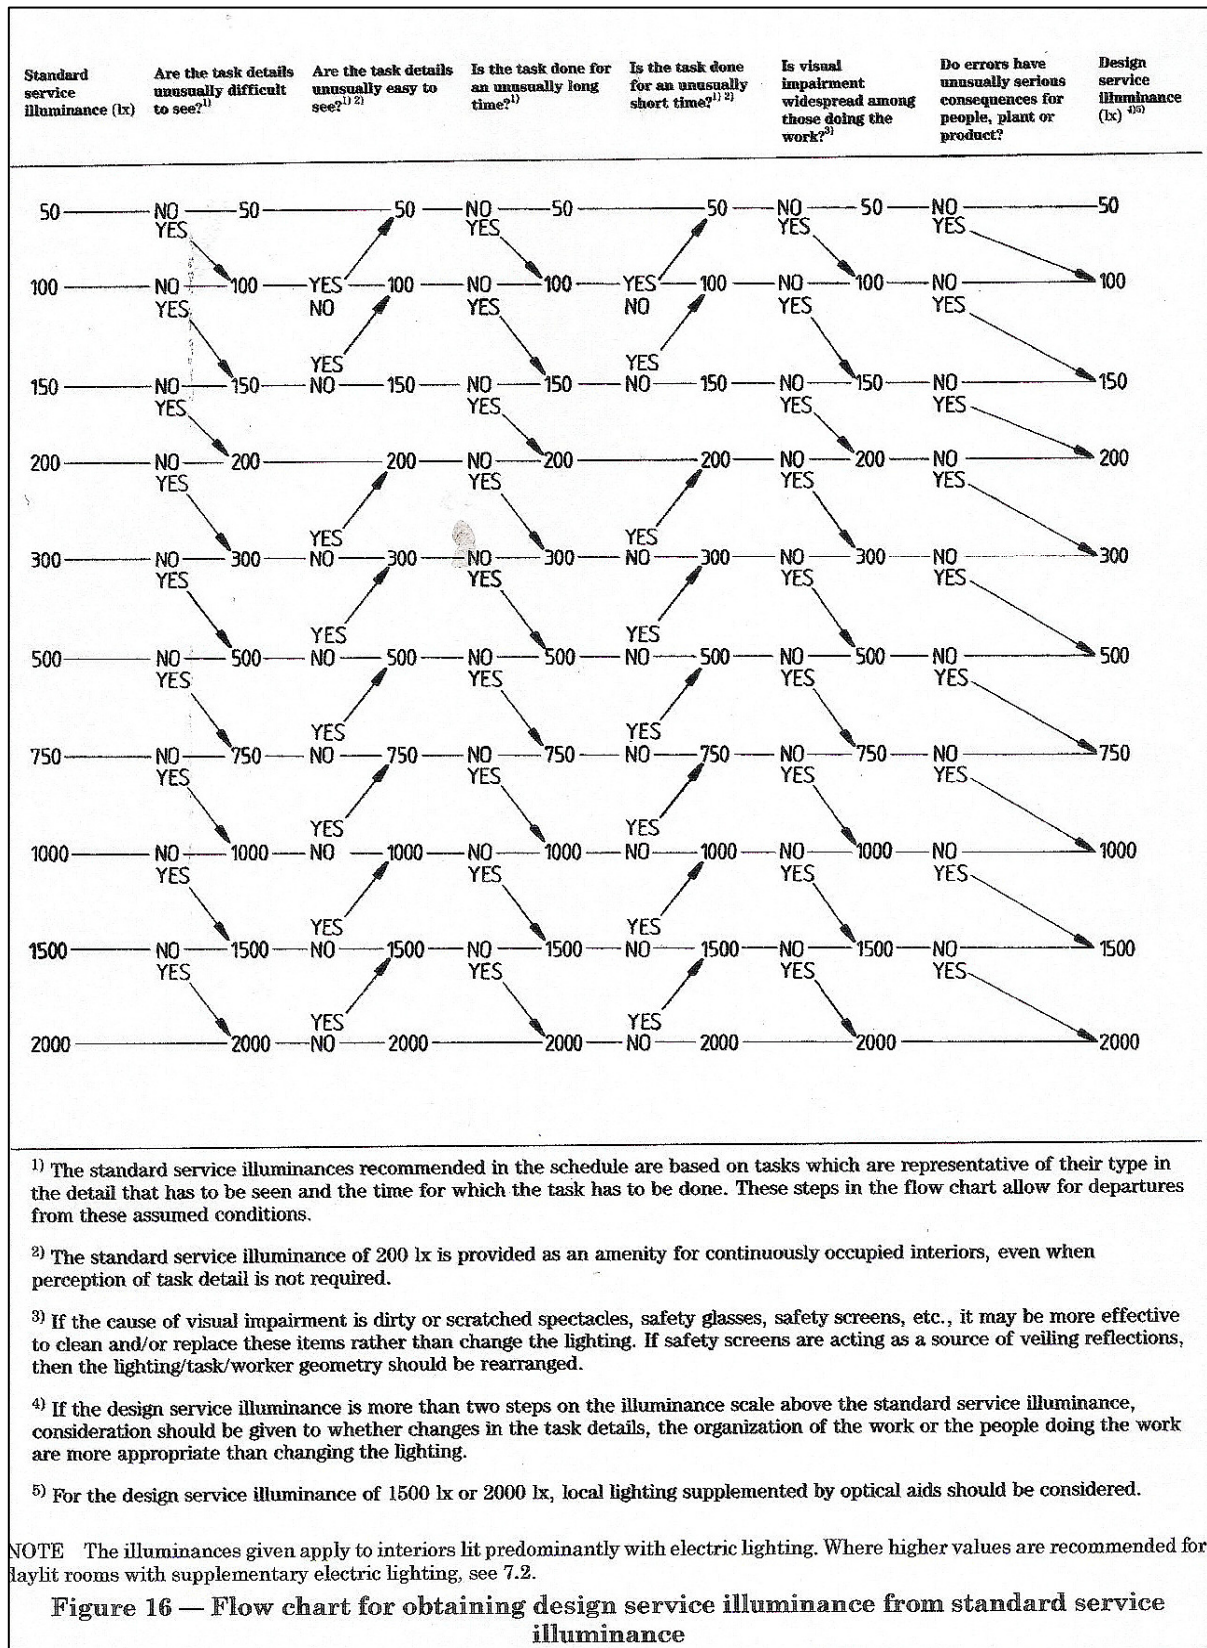 Standard service illuminance (lx)
Are the task details unusually difficult to see?1)
Are the task details unusually easy to see?1) 2)
Is the task done for an unusually long time?1)
Is the task done for an unusually short time?1) 2)
Is visual impairment widespread among those doing the work?3)
Do errors have unusually serious consequences for people, plant or product?
Design service illuminance (lx) 4)5)
50 NO 50 50 NO 50 50 NO 50 NO 50
YES YES YES YES
100 NO 100 YES 100 NO 100 YES 100 NO 100 NO 100
YES NO YES NO YES YES
YES YES
150 NO 150 NO 150 NO 150 NO 150 NO 150 NO 150
YES YES YES YES
200 NO 200 200 NO 200 200 NO 200 NO 200
YES YES YES YES
YES YES
300 NO 300 NO 300 NO 300 NO 300 NO 300 NO 300
YES YES YES YES
YES YES
500 NO 500 NO 500 NO 500 NO 500 NO 500 NO 500
YES YES YES YES
YES YES
750 NO 750 NO 750 NO 750 NO 750 NO 750 NO 750
YES YES YES YES
YES YES
1000 NO 1000 NO 1000 NO 1000 NO 1000 NO 1000 NO 1000
YES YES YES YES
YES YES
1500 NO 1500 NO 1500 NO 1500 NO 1500 NO 1500 NO 1500
YES YES YES YES
YES YES
2000 2000 NO 2000 2000 NO 2000 2000 2000
1) The standard service illuminances recommended in the schedule are based on tasks which are representative of their type in
the detail that has to be seen and the time for which the task has to be done. These steps in the flow chart allow for departures
from these assumed conditions.
2) The standard service illuminance of 200 lx is provided as an amenity for continuously occupied interiors, even when
perception of task detail is not required.
3) If the cause of visual impairment is dirty or scratched spectacles, safety glasses, safety screens, etc., it may be more effective
to clean and/or replace these items rather than change the lighting. If safety screens are acting as a source of veiling reflections,
then the lighting/task/worker geometry should be rearranged.
4) If the design service illuminance is more than two steps on the illuminance scale above the standard service illuminance,
consideration should be given to whether changes in the task details, the organization of the work or the people doing the work
are more appropriate than changing the lighting.
5) For the design service illuminance of 1500 lx or 2000 lx, local lighting supplemented by optical aids should be considered.
NOTE The illuminances given apply to interiors lit predominantly with electric lighting. Where higher values are recommended for
daylit rooms with supplementary electric lighting, see 7.2.
Figure 16 — Flow chart for obtaining design service illuminance from standard service
illuminance